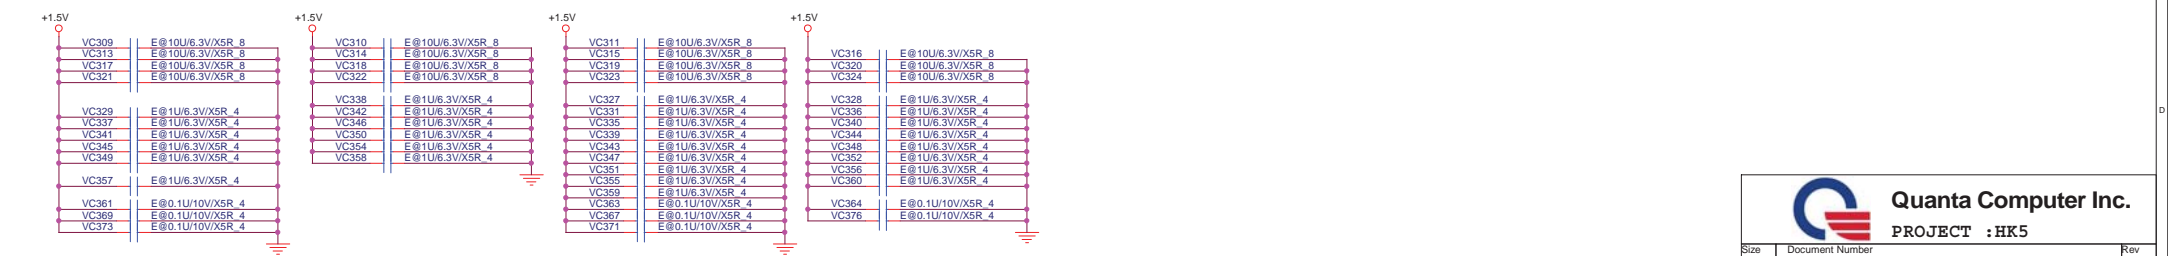 +1.5V
VC309 E@10U/6.3V/X5R_8
VC313 E@10U/6.3V/X5R_8
VC317 E@10U/6.3V/X5R_8
VC321 E@10U/6.3V/X5R_8
VC329 E@1U/6.3V/X5R_4
VC337 E@1U/6.3V/X5R_4
VC341 E@1U/6.3V/X5R_4
VC345 E@1U/6.3V/X5R_4
VC349 E@1U/6.3V/X5R_4
VC357 E@1U/6.3V/X5R_4
VC361 E@0.1U/10V/X5R_4
VC369 E@0.1U/10V/X5R_4
VC373 E@0.1U/10V/X5R_4
+1.5V
VC310 E@10U/6.3V/X5R_8
VC314 E@10U/6.3V/X5R_8
VC318 E@10U/6.3V/X5R_8
VC322 E@10U/6.3V/X5R_8
VC338 E@1U/6.3V/X5R_4
VC342 E@1U/6.3V/X5R_4
VC346 E@1U/6.3V/X5R_4
VC350 E@1U/6.3V/X5R_4
VC354 E@1U/6.3V/X5R_4
VC358 E@1U/6.3V/X5R_4
+1.5V
VC311 E@10U/6.3V/X5R_8
VC315 E@10U/6.3V/X5R_8
VC319 E@10U/6.3V/X5R_8
VC323 E@10U/6.3V/X5R_8
VC327 E@1U/6.3V/X5R_4
VC331 E@1U/6.3V/X5R_4
VC335 E@1U/6.3V/X5R_4
VC339 E@1U/6.3V/X5R_4
VC343 E@1U/6.3V/X5R_4
VC347 E@1U/6.3V/X5R_4
VC351 E@1U/6.3V/X5R_4
VC355 E@1U/6.3V/X5R_4
VC359 E@1U/6.3V/X5R_4
VC363 E@0.1U/10V/X5R_4
VC367 E@0.1U/10V/X5R_4
VC371 E@0.1U/10V/X5R_4
+1.5V
VC316 E@10U/6.3V/X5R_8
VC320 E@10U/6.3V/X5R_8
VC324 E@10U/6.3V/X5R_8
VC328 E@1U/6.3V/X5R_4
VC336 E@1U/6.3V/X5R_4
VC340 E@1U/6.3V/X5R_4
VC344 E@1U/6.3V/X5R_4
VC348 E@1U/6.3V/X5R_4
VC352 E@1U/6.3V/X5R_4
VC356 E@1U/6.3V/X5R_4
VC360 E@1U/6.3V/X5R_4
VC364 E@0.1U/10V/X5R_4
VC376 E@0.1U/10V/X5R_4
D
Quanta Computer Inc.
PROJECT :HK5
Size Document Number Rev